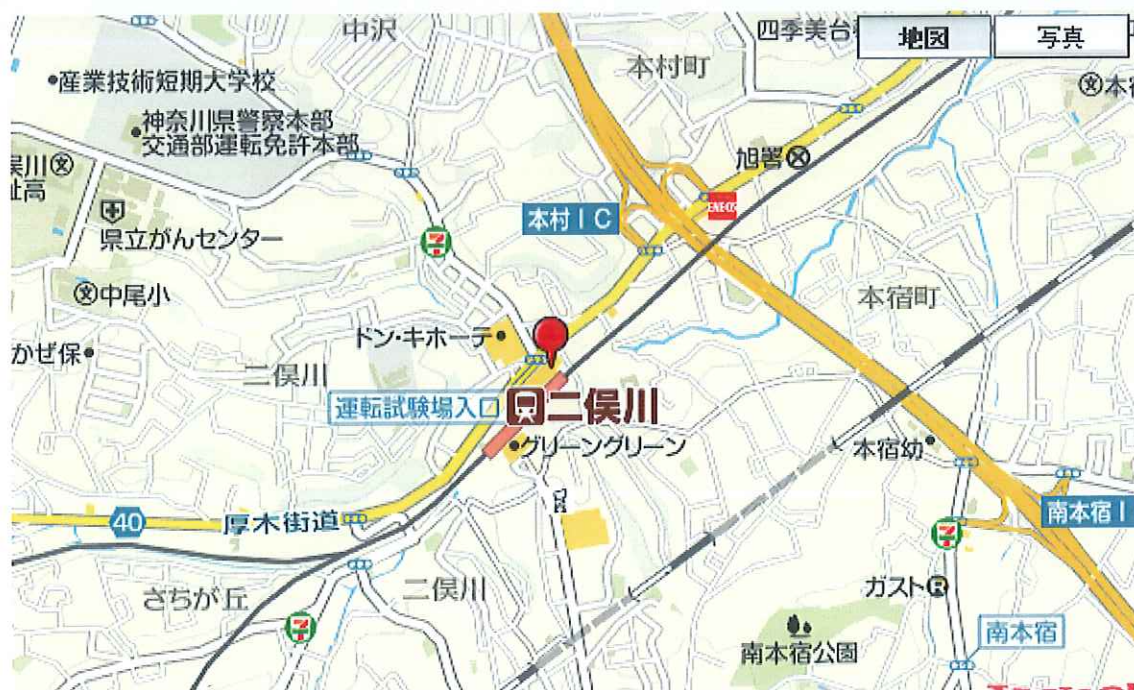 中沢
四季美台
地図
写真
本村町
産業技術短期大学校
神奈川県警察本部
交通部運転免許本部
旭署
俣川
祉高
ENEOS
本村IC
県立がんセンター
中尾小
本宿町
ドン・キホーテ
かぜ保
二俣川
運転試験場入口
二俣川
グリーングリーン
本宿幼
40
厚木街道
南本宿I
さちが丘
二俣川
ガスト
南本宿
南本宿公園